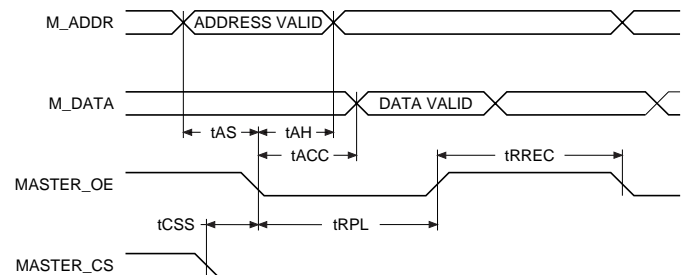 M_ADDR
ADDRESS VALID
M_DATA
DATA VALID
tAS
tAH
tACC
tRREC
MASTER_OE
tCSS
tRPL
MASTER_CS